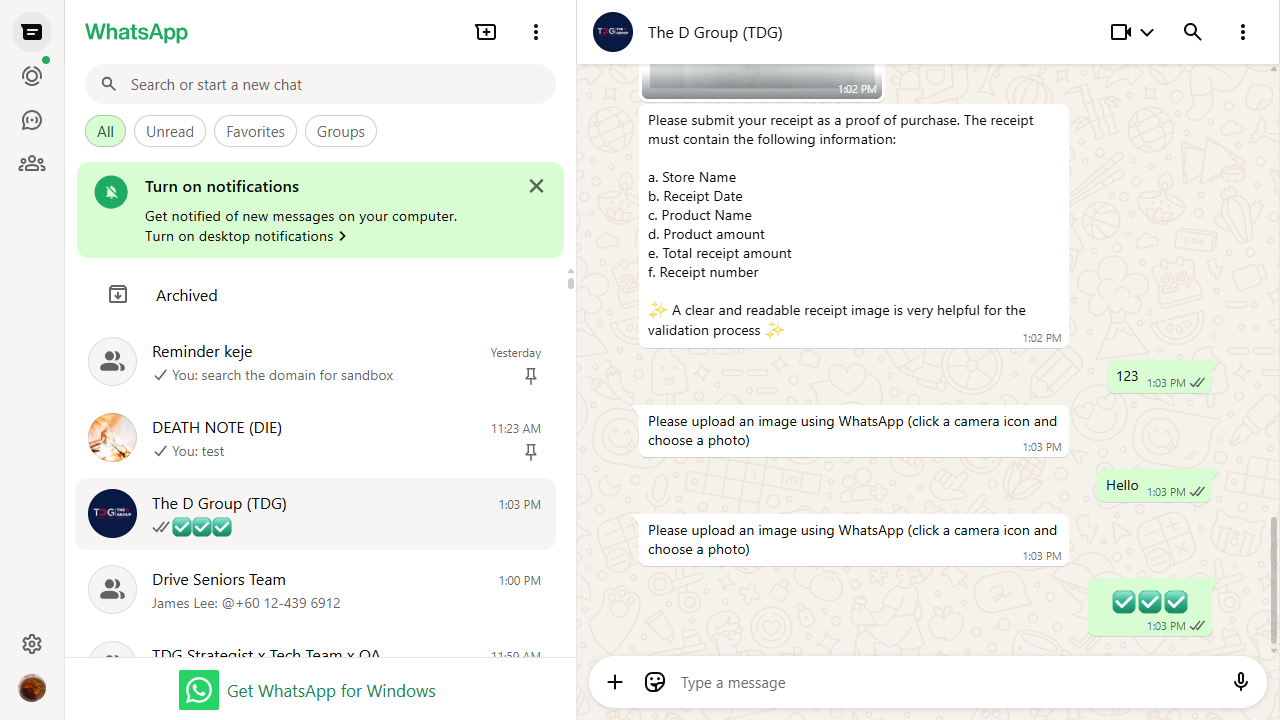 WhatsApp
Search or start a new chat
All
Unread
Favorites
Groups
Turn on notifications
Get notified of new messages on your computer.
Turn on desktop notifications
Archived
Reminder keje
Yesterday
You: search the domain for sandbox
DEATH NOTE (DIE)
11:23 AM
You: test
The D Group (TDG)
1:03 PM
✅✅✅
Drive Seniors Team
1:00 PM
James Lee: @+60 12-439 6912
TDG Strategist x Tech Team x QA
11:59 AM
Get WhatsApp for Windows
The D Group (TDG)
1:02 PM
Please submit your receipt as a proof of purchase. The receipt
must contain the following information:
a. Store Name
b. Receipt Date
c. Product Name
d. Product amount
e. Total receipt amount
f. Receipt number
✨ A clear and readable receipt image is very helpful for the
validation process ✨
1:02 PM
123
1:03 PM
Please upload an image using WhatsApp (click a camera icon and
choose a photo)
1:03 PM
Hello
1:03 PM
Please upload an image using WhatsApp (click a camera icon and
choose a photo)
1:03 PM
✅✅✅
1:03 PM
Type a message